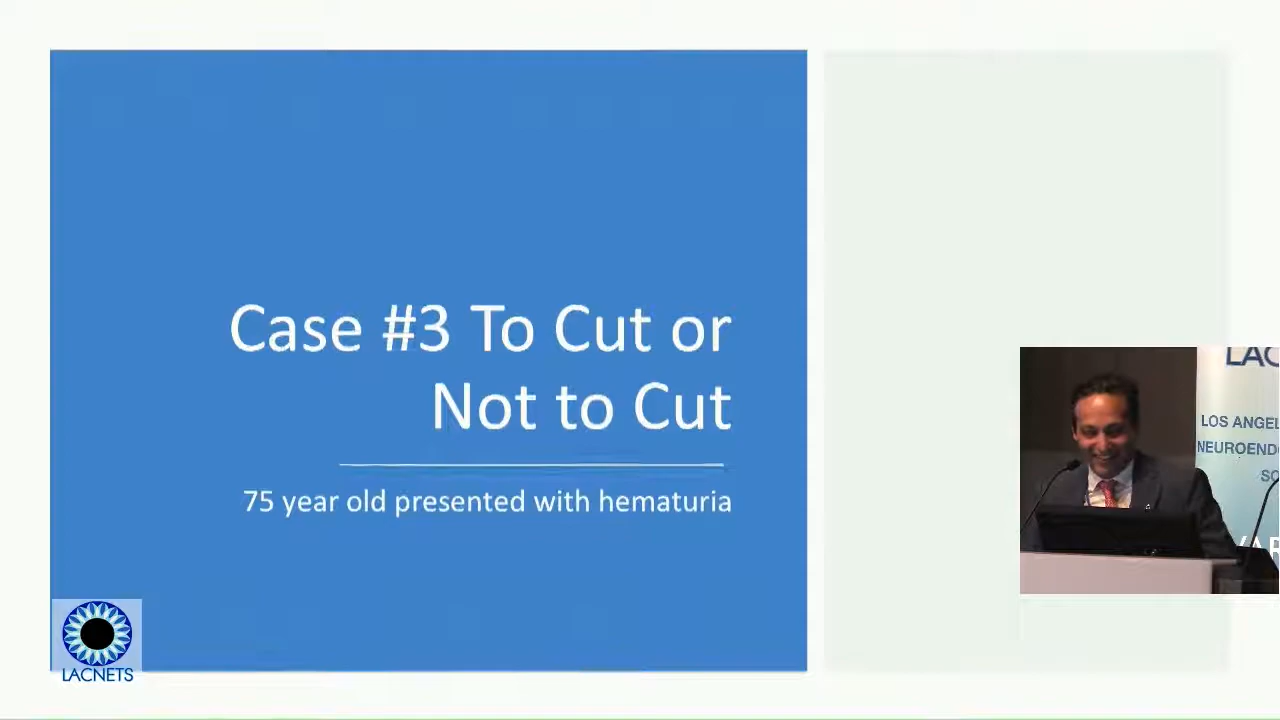 Case #3 To Cut or
Not to Cut
75 year old presented with hematuria
LACNETS
LAC
LOS ANGEL
NEUROEND
SO